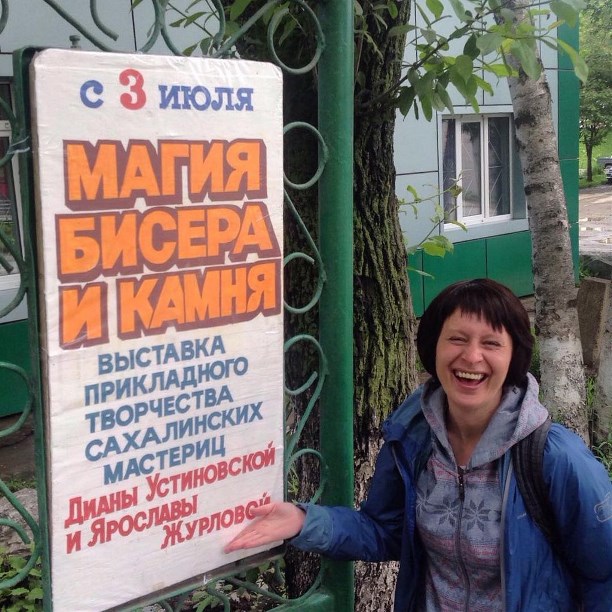 с 3 июля
МАГИЯ
БИСЕРА
И КАМНЯ
ВЫСТАВКА
ПРИКЛАДНОГО
ТВОРЧЕСТВА
САХАЛИНСКИХ
МАСТЕРИЦ
Дианы Устиновской
и Ярославы
Журловой